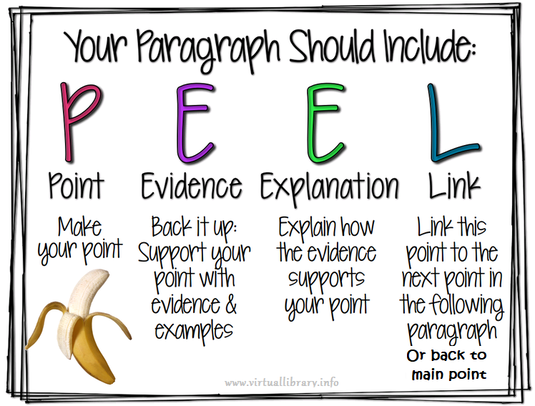 Your Paragraph Should Include:
P E E L
Point Evidence Explanation Link
Make
your point
Back it up:
Support your
point with
evidence &
examples
Explain how
the evidence
supports
your point
Link this
point to the
next point in
the following
paragraph
Or back to
main point
www.virtuallibrary.info